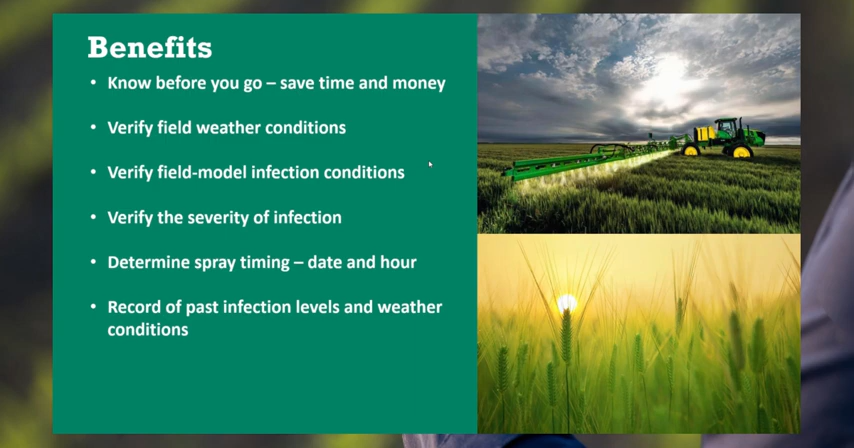 Benefits
• Know before you go – save time and money
• Verify field weather conditions
• Verify field-model infection conditions
• Verify the severity of infection
• Determine spray timing – date and hour
• Record of past infection levels and weather
conditions